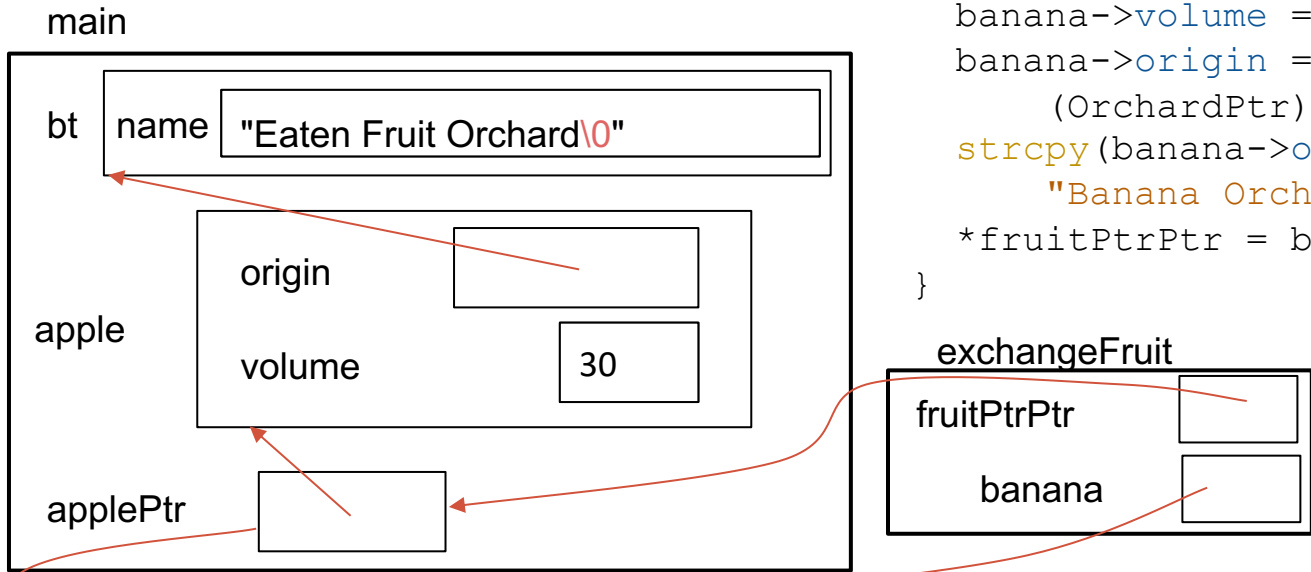 main
bt
name
"Eaten Fruit Orchard\0"
apple
origin
volume
30
applePtr
banana->volume =
banana->origin =
(OrchardPtr)
strcpy(banana->o
"Banana Orch
*fruitPtrPtr = b
}
exchangeFruit
fruitPtrPtr
banana